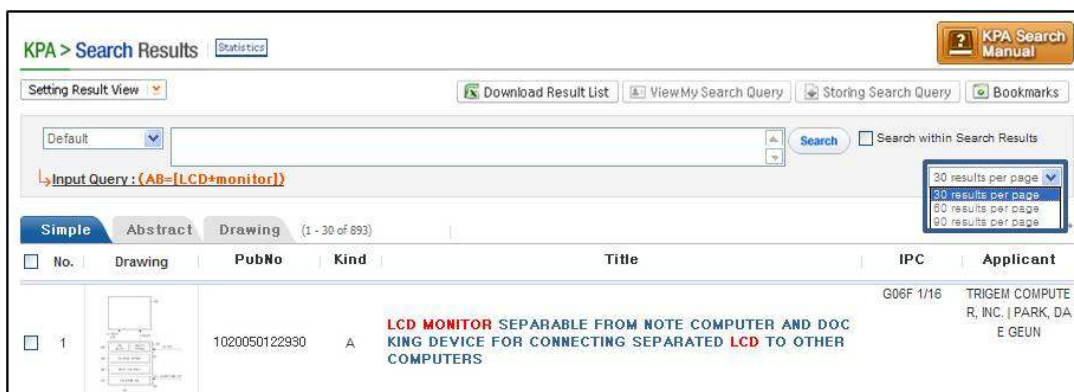 KPA > Search Results Statistics
KPA Search
Manual
Setting Result View
Download Result List View My Search Query Storing Search Query Bookmarks
Default
Search Search within Search Results
Input Query : (AB=[LCD*monitor])
30 results per page
30 results per page
60 results per page
90 results per page
Simple Abstract Drawing (1 - 30 of 893)
No. Drawing PubNo Kind Title IPC Applicant
1 1020050122930 A
LCD MONITOR SEPARABLE FROM NOTE COMPUTER AND DOC
KING DEVICE FOR CONNECTING SEPARATED LCD TO OTHER
COMPUTERS
G06F 1/16
TRIGEM COMPUTE
R, INC. | PARK, DA
E GEUN